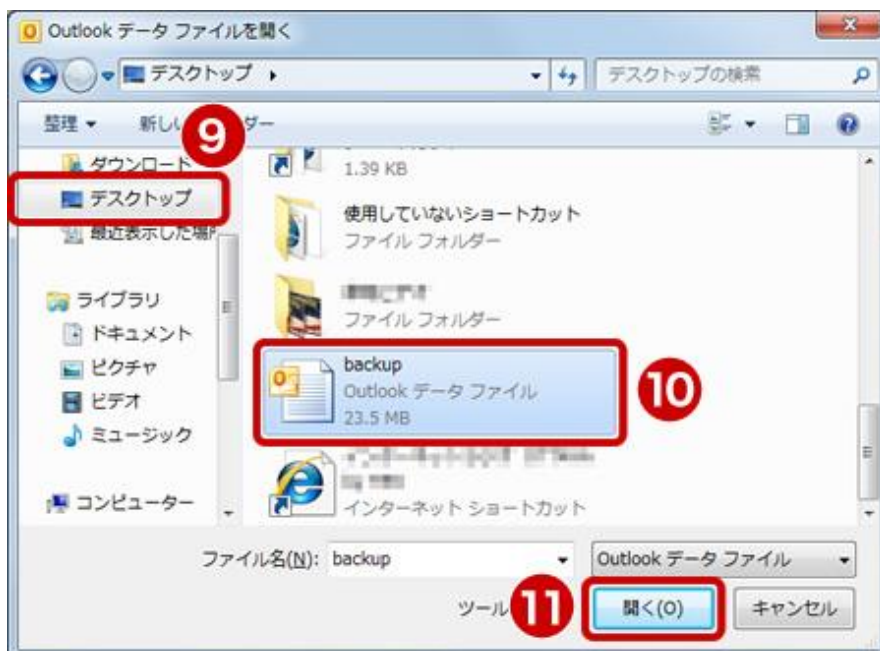 Outlook データ ファイルを開く
デスクトップ
デスクトップの検索
整理
新しい
ダー
9
ダウンロード
デスクトップ
最近表示した場
ライブラリ
ドキュメント
ピクチャ
ビデオ
ミュージック
コンピューター
1.39 KB
使用していないショートカット
ファイル フォルダー
ファイル フォルダー
backup
Outlook データ ファイル
23.5 MB
10
インターネット ショートカット
ファイル名(N): backup
Outlook データ ファイル
ツール
11
開く(O)
キャンセル